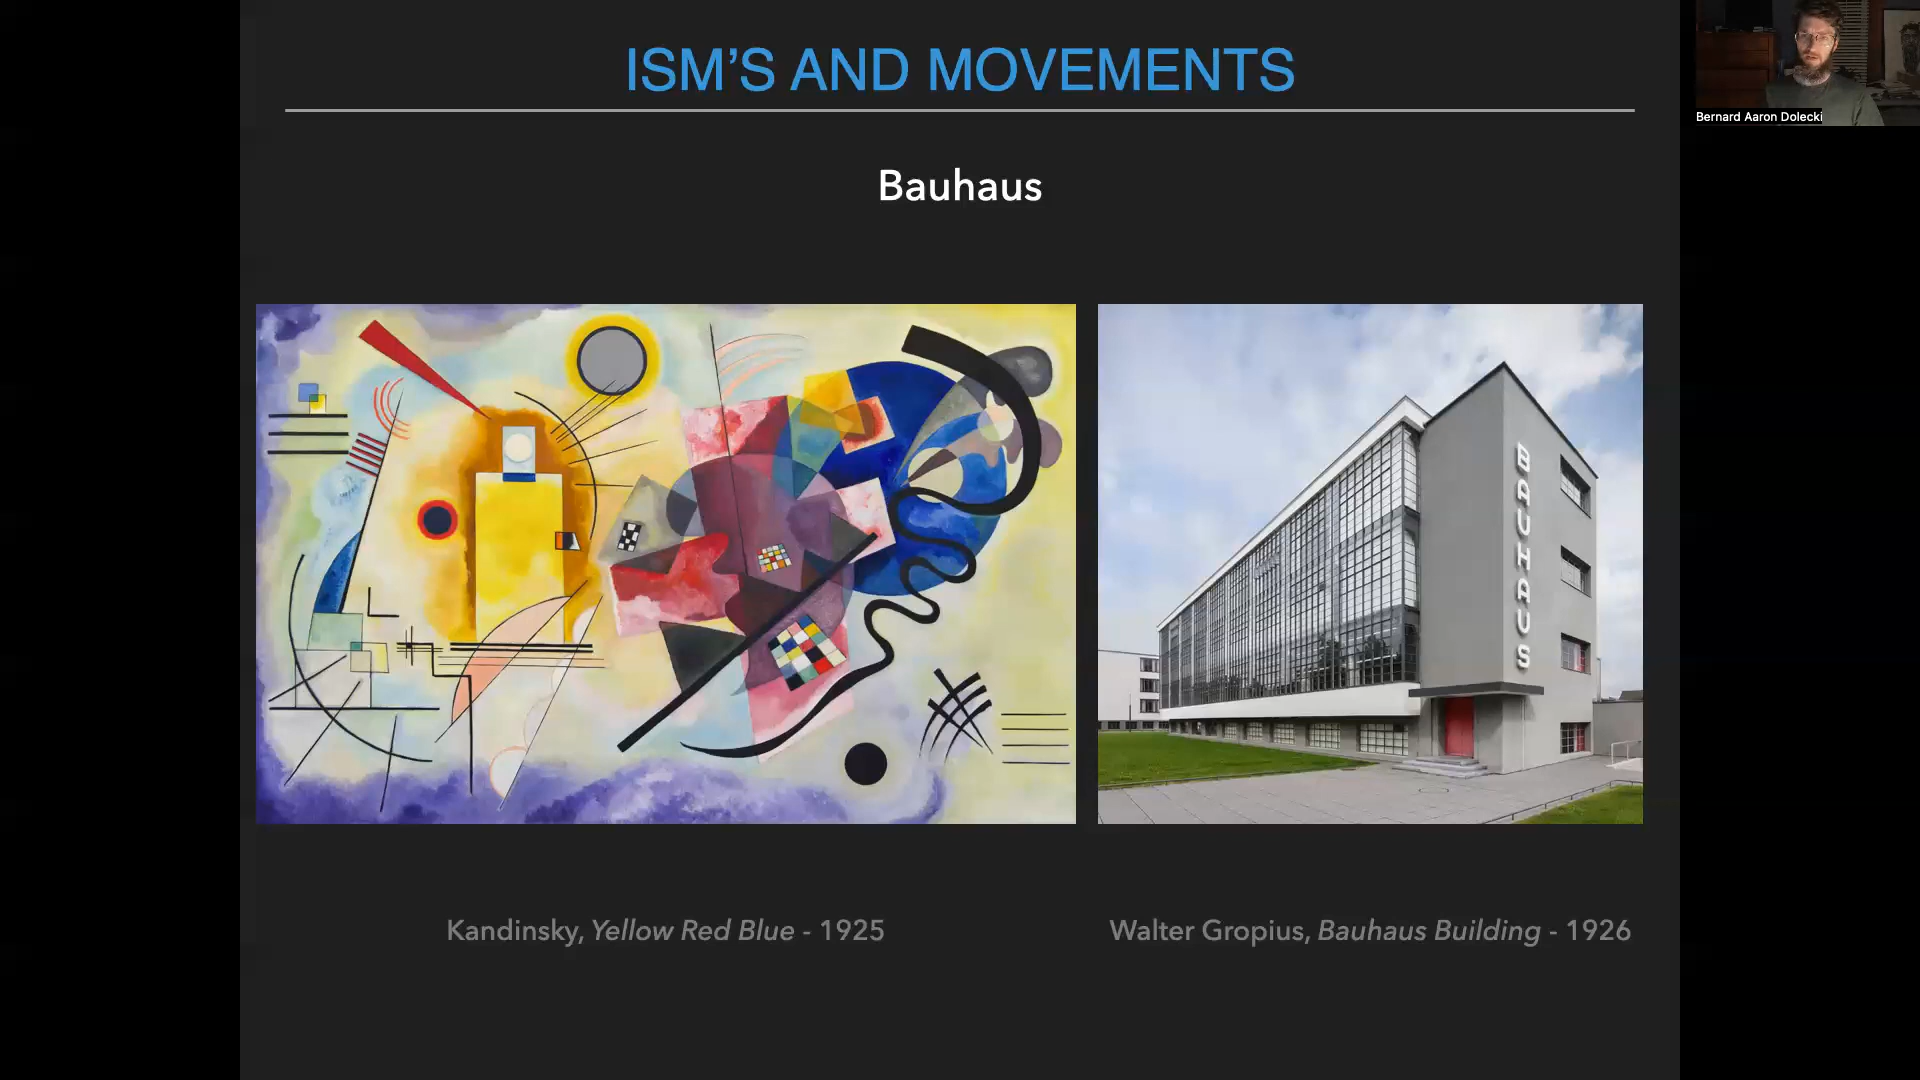 ISM’S AND MOVEMENTS
Bernard Aaron Dolecki
Bauhaus
BAUHAUS
Kandinsky, Yellow Red Blue - 1925
Walter Gropius, Bauhaus Building - 1926